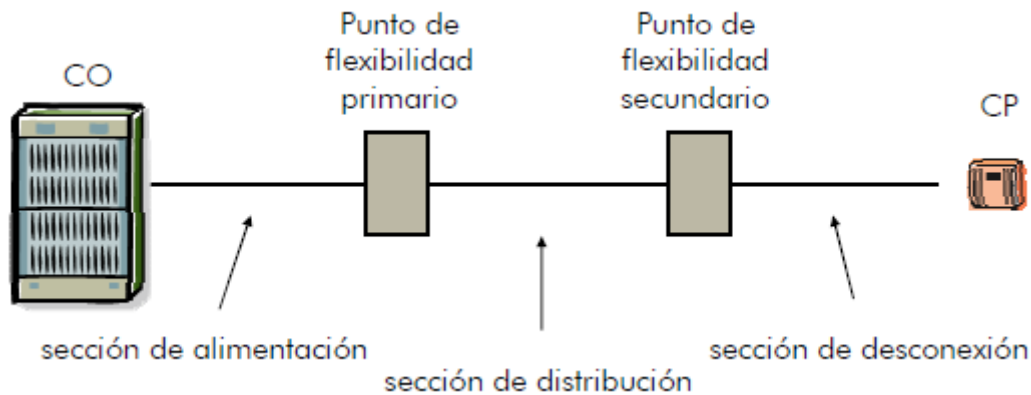 CO
Punto de
flexibilidad
primario
Punto de
flexibilidad
secundario
CP
sección de alimentación
sección de distribución
sección de desconexión